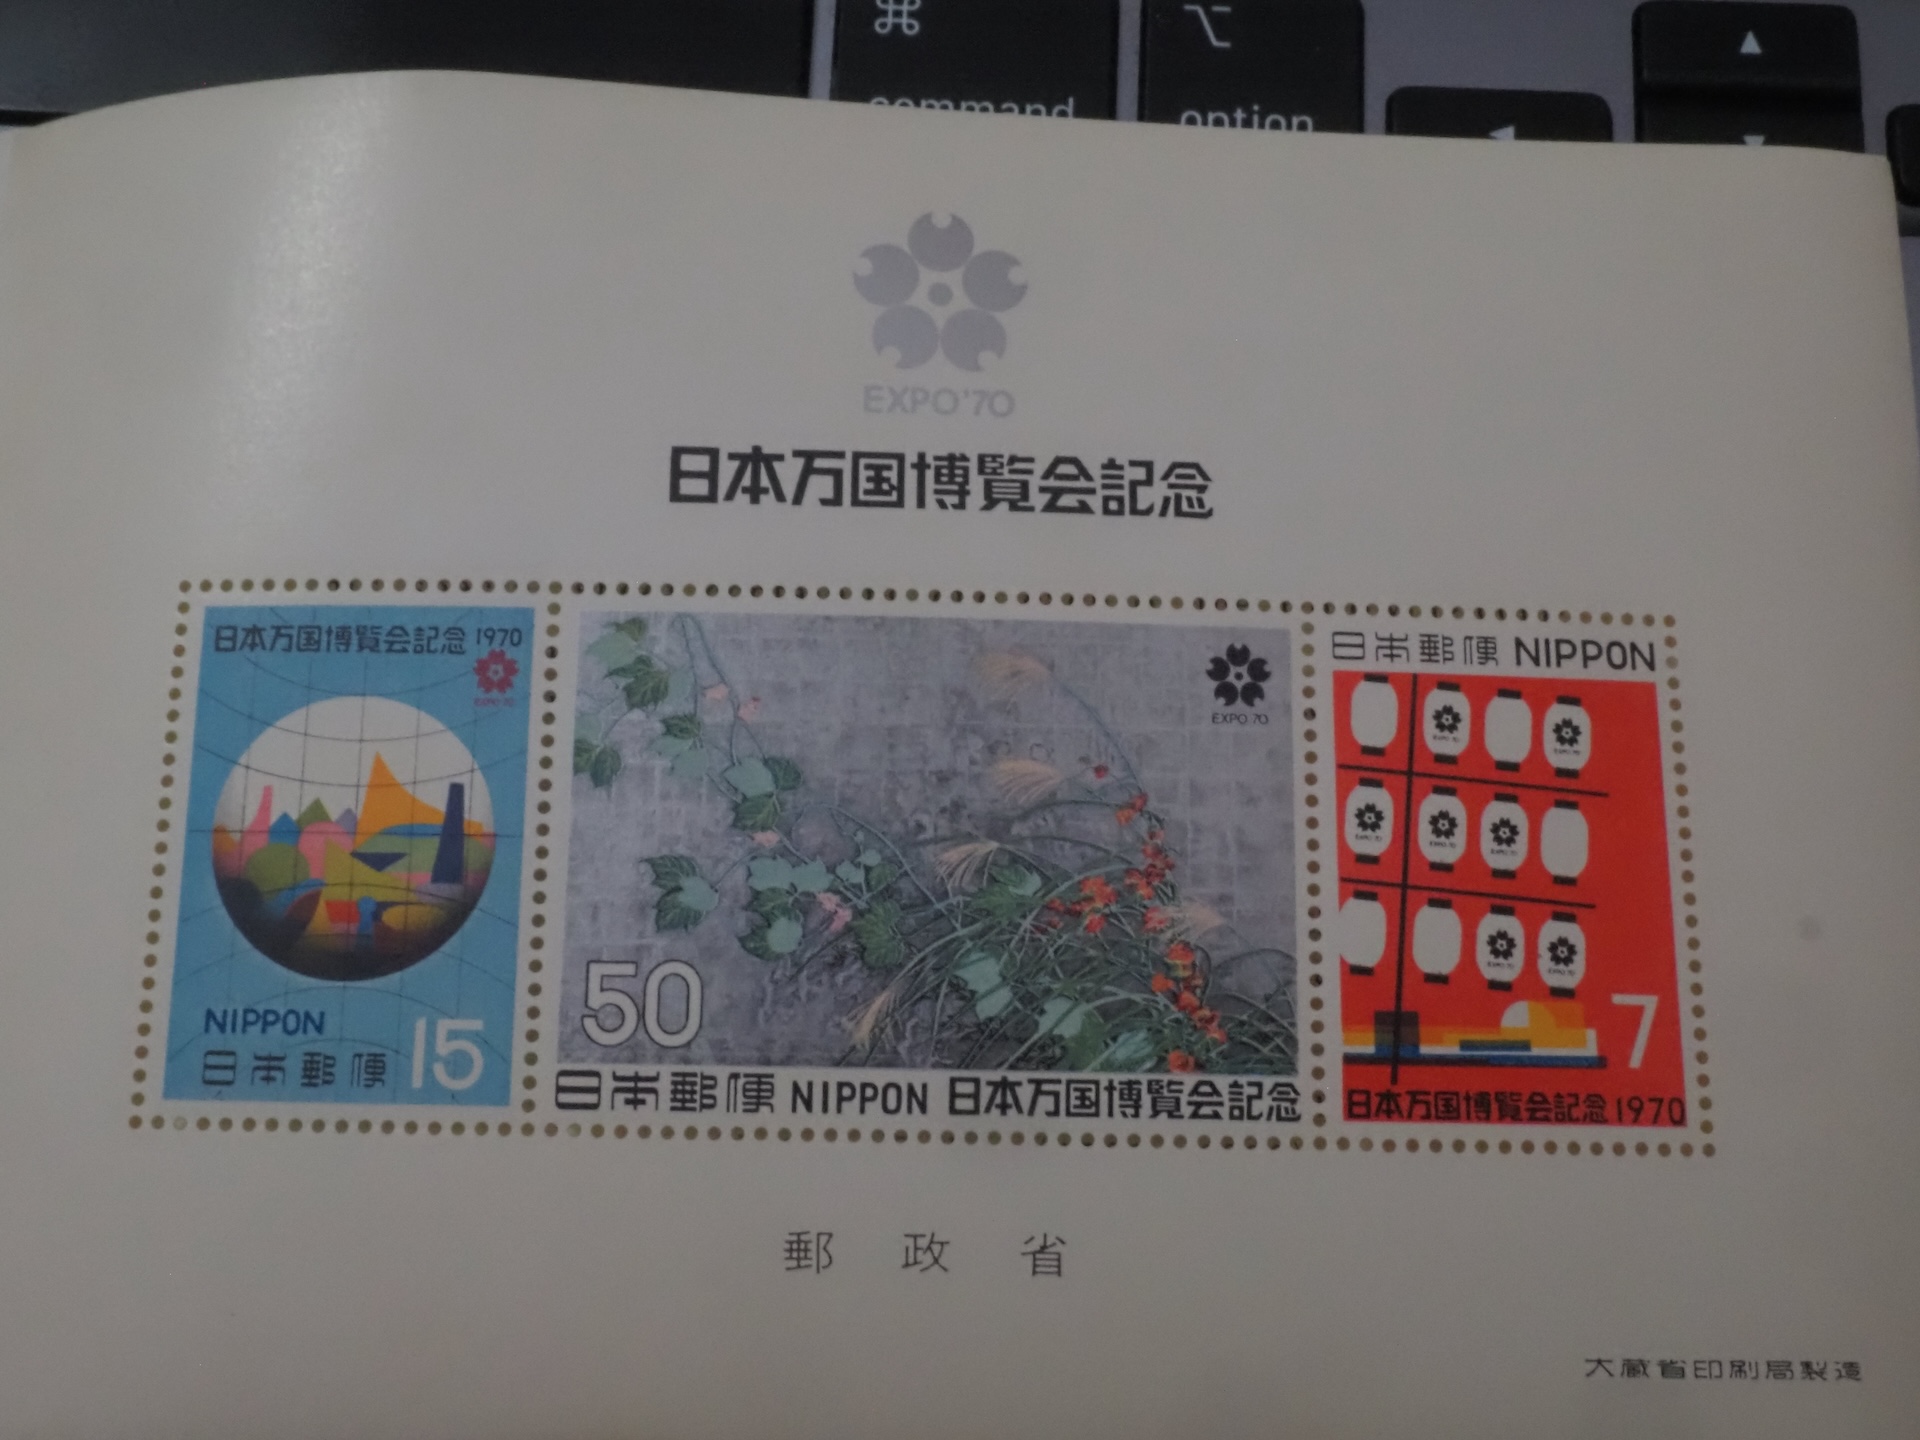 ⌘ ⌥
command option
EXPO'70
日本万国博覧会記念
日本万国博覧会記念 1970
EXPO'70
NIPPON
日本郵便 15
EXPO'70
50
日本郵便 NIPPON 日本万国博覧会記念
日本郵便 NIPPON
7
日本万国博覧会記念 1970
郵政省
大蔵省印刷局製造